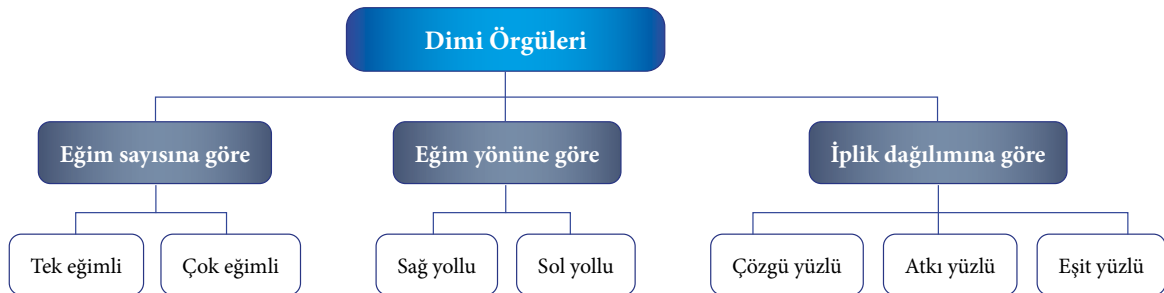 Dimi Örgüleri
Eğim sayısına göre
Eğim yönüne göre
İplik dağılımına göre
Tek eğimli
Çok eğimli
Sağ yollu
Sol yollu
Çözgü yüzlü
Atkı yüzlü
Eşit yüzlü